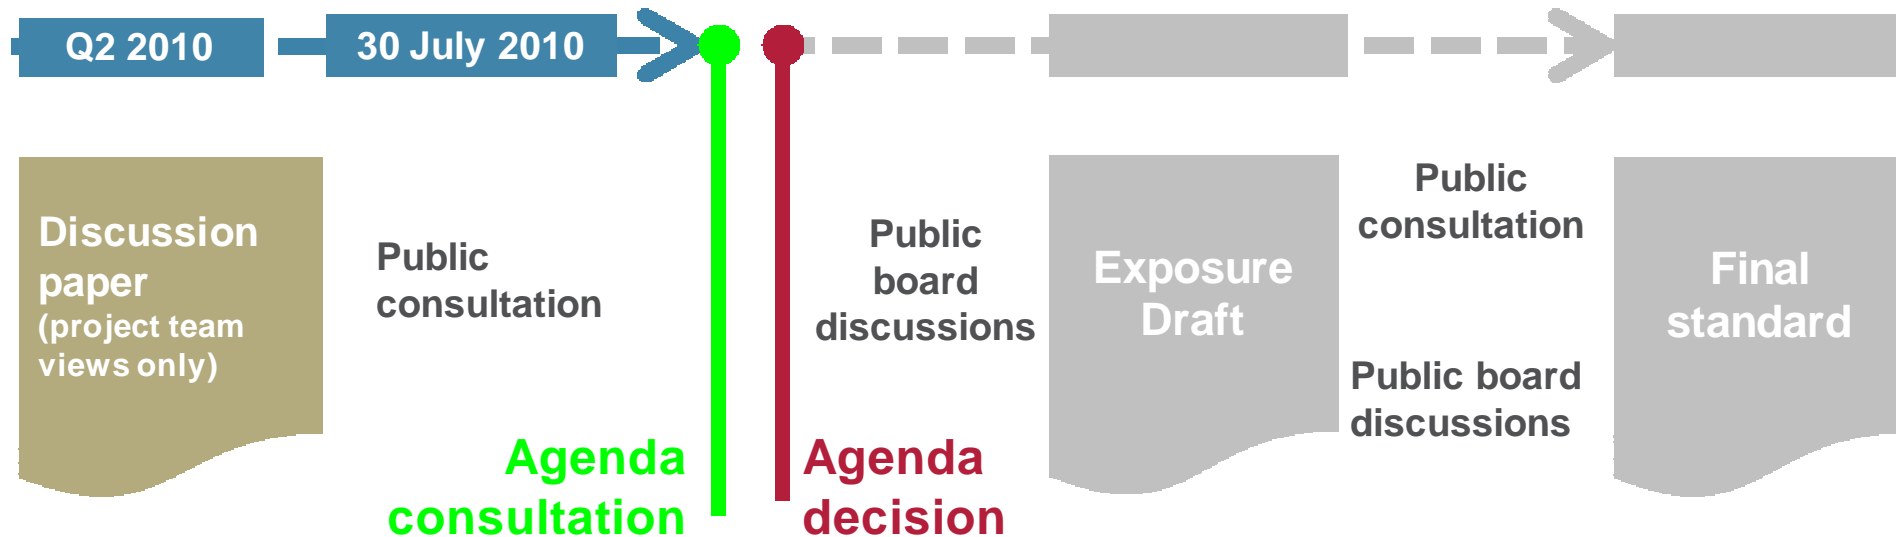 Q2 2010
30 July 2010
Discussion
paper
(project team
views only)
Public
consultation
Agenda
consultation
Agenda
decision
Public
board
discussions
Exposure
Draft
Public
consultation
Public board
discussions
Final
standard